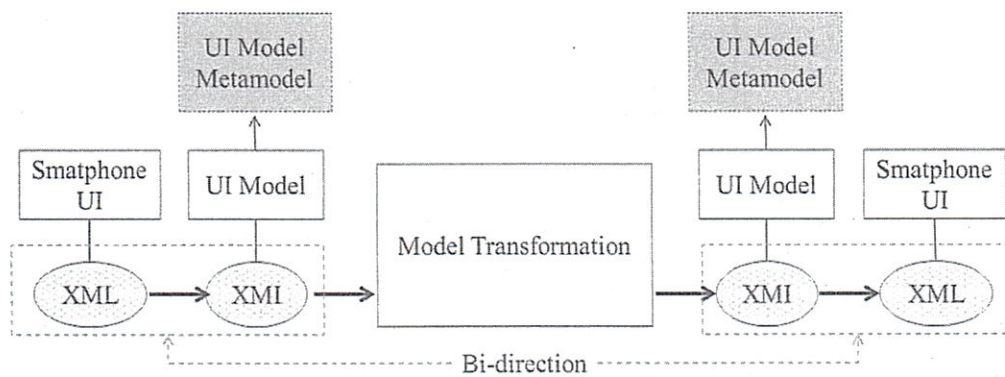 UI Model
Metamodel
UI Model
Metamodel
Smatphone
UI
UI Model
Model Transformation
UI Model
Smatphone
UI
XML
XMI
XMI
XML
Bi-direction